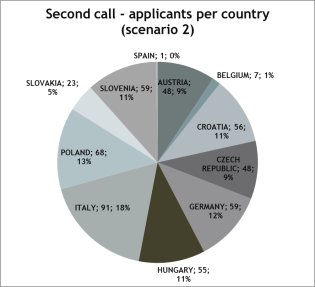 Second call - applicants per country
(scenario 2)
SPAIN; 1; 0%
AUSTRIA;
48; 9%
BELGIUM; 7; 1%
CROATIA; 56;
11%
CZECH
REPUBLIC; 48;
9%
GERMANY; 59;
12%
HUNGARY; 55;
11%
ITALY; 91; 18%
POLAND; 68;
13%
SLOVAKIA; 23;
5%
SLOVENIA; 59;
11%